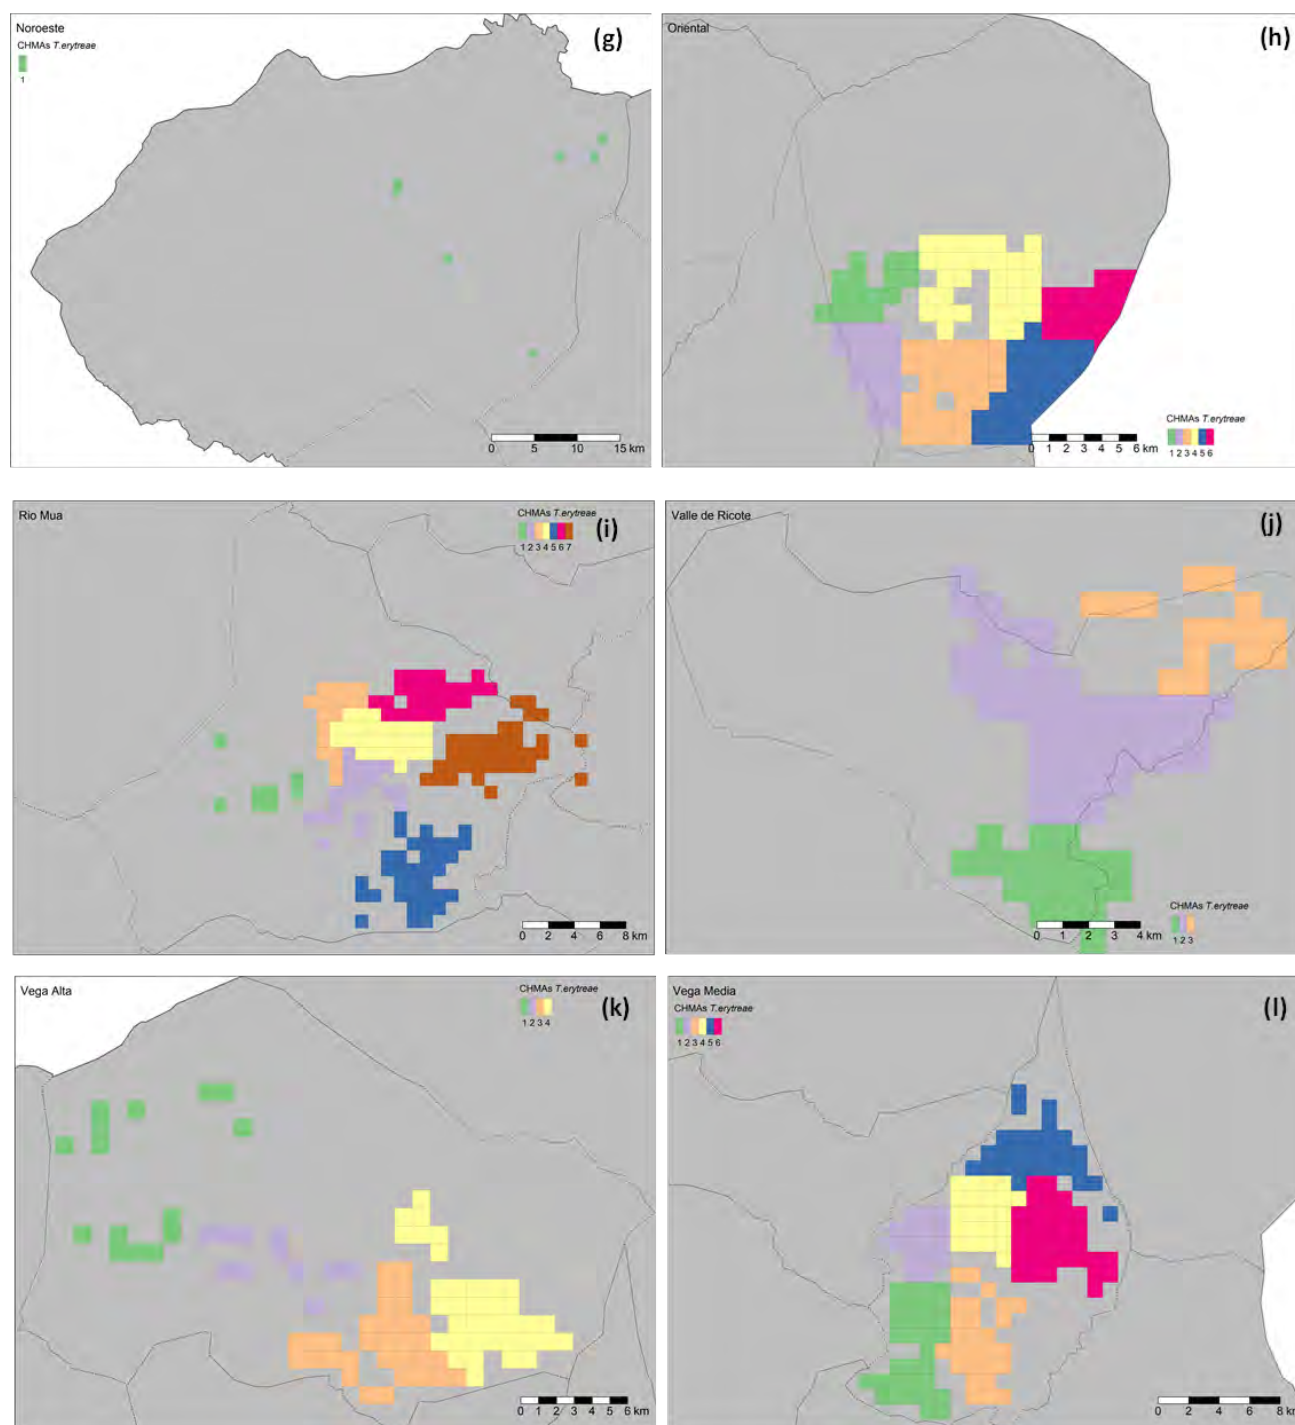 Noroeste
CHMAs T.erytreae
1
(g)
0 5 10 15 km
Oriental
(h)
CHMAs T.erytreae
1 2 3 4 5 6
0 1 2 3 4 5 6 km
Rio Mua
CHMAs T.erytreae
1 2 3 4 5 6 7
(i)
0 2 4 6 8 km
Valle de Ricote
(j)
CHMAs T.erytreae
1 2 3
0 1 2 3 4 km
Vega Alta
CHMAs T.erytreae
1 2 3 4
(k)
0 1 2 3 4 5 6 km
Vega Media
CHMAs T.erytreae
1 2 3 4 5 6
(l)
0 2 4 6 8 km